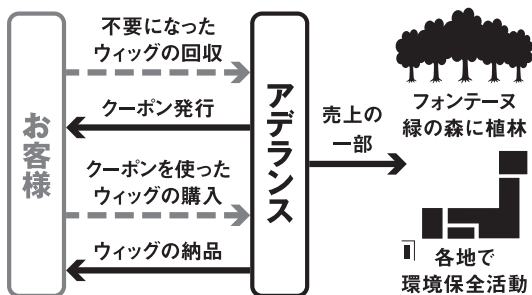 不要になった
ウィッグの回収
クーポン発行
クーポンを使った
ウィッグの購入
ウィッグの納品
お客様
アデランス
売上の
一部
フォンテーヌ
緑の森に植林
各地で
環境保全活動